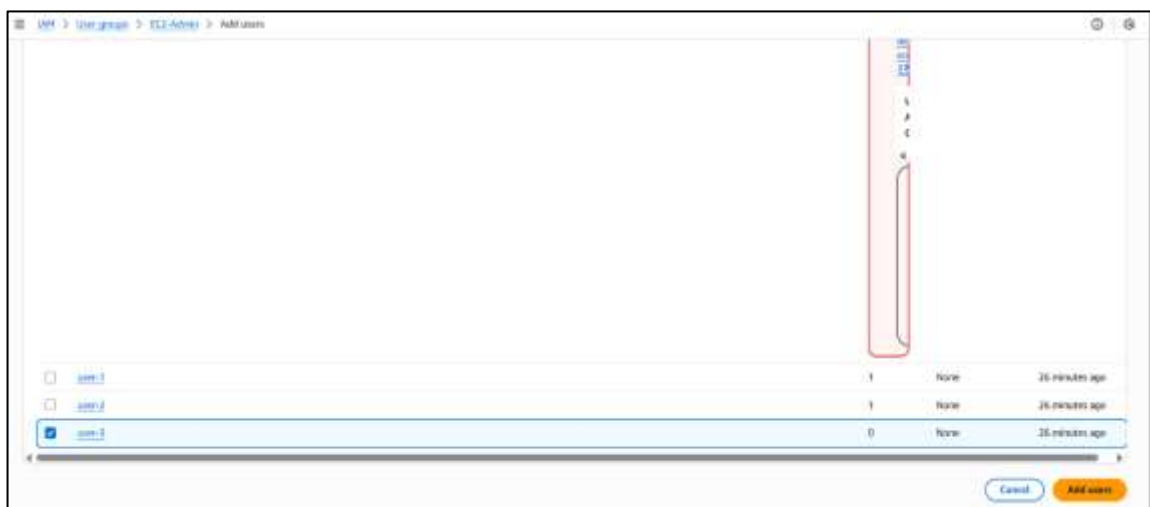 IAM > User groups > EC2-Admin > Add users
user-1 1 None 26 minutes ago
user-2 1 None 26 minutes ago
user-3 0 None 26 minutes ago
Cancel Add users